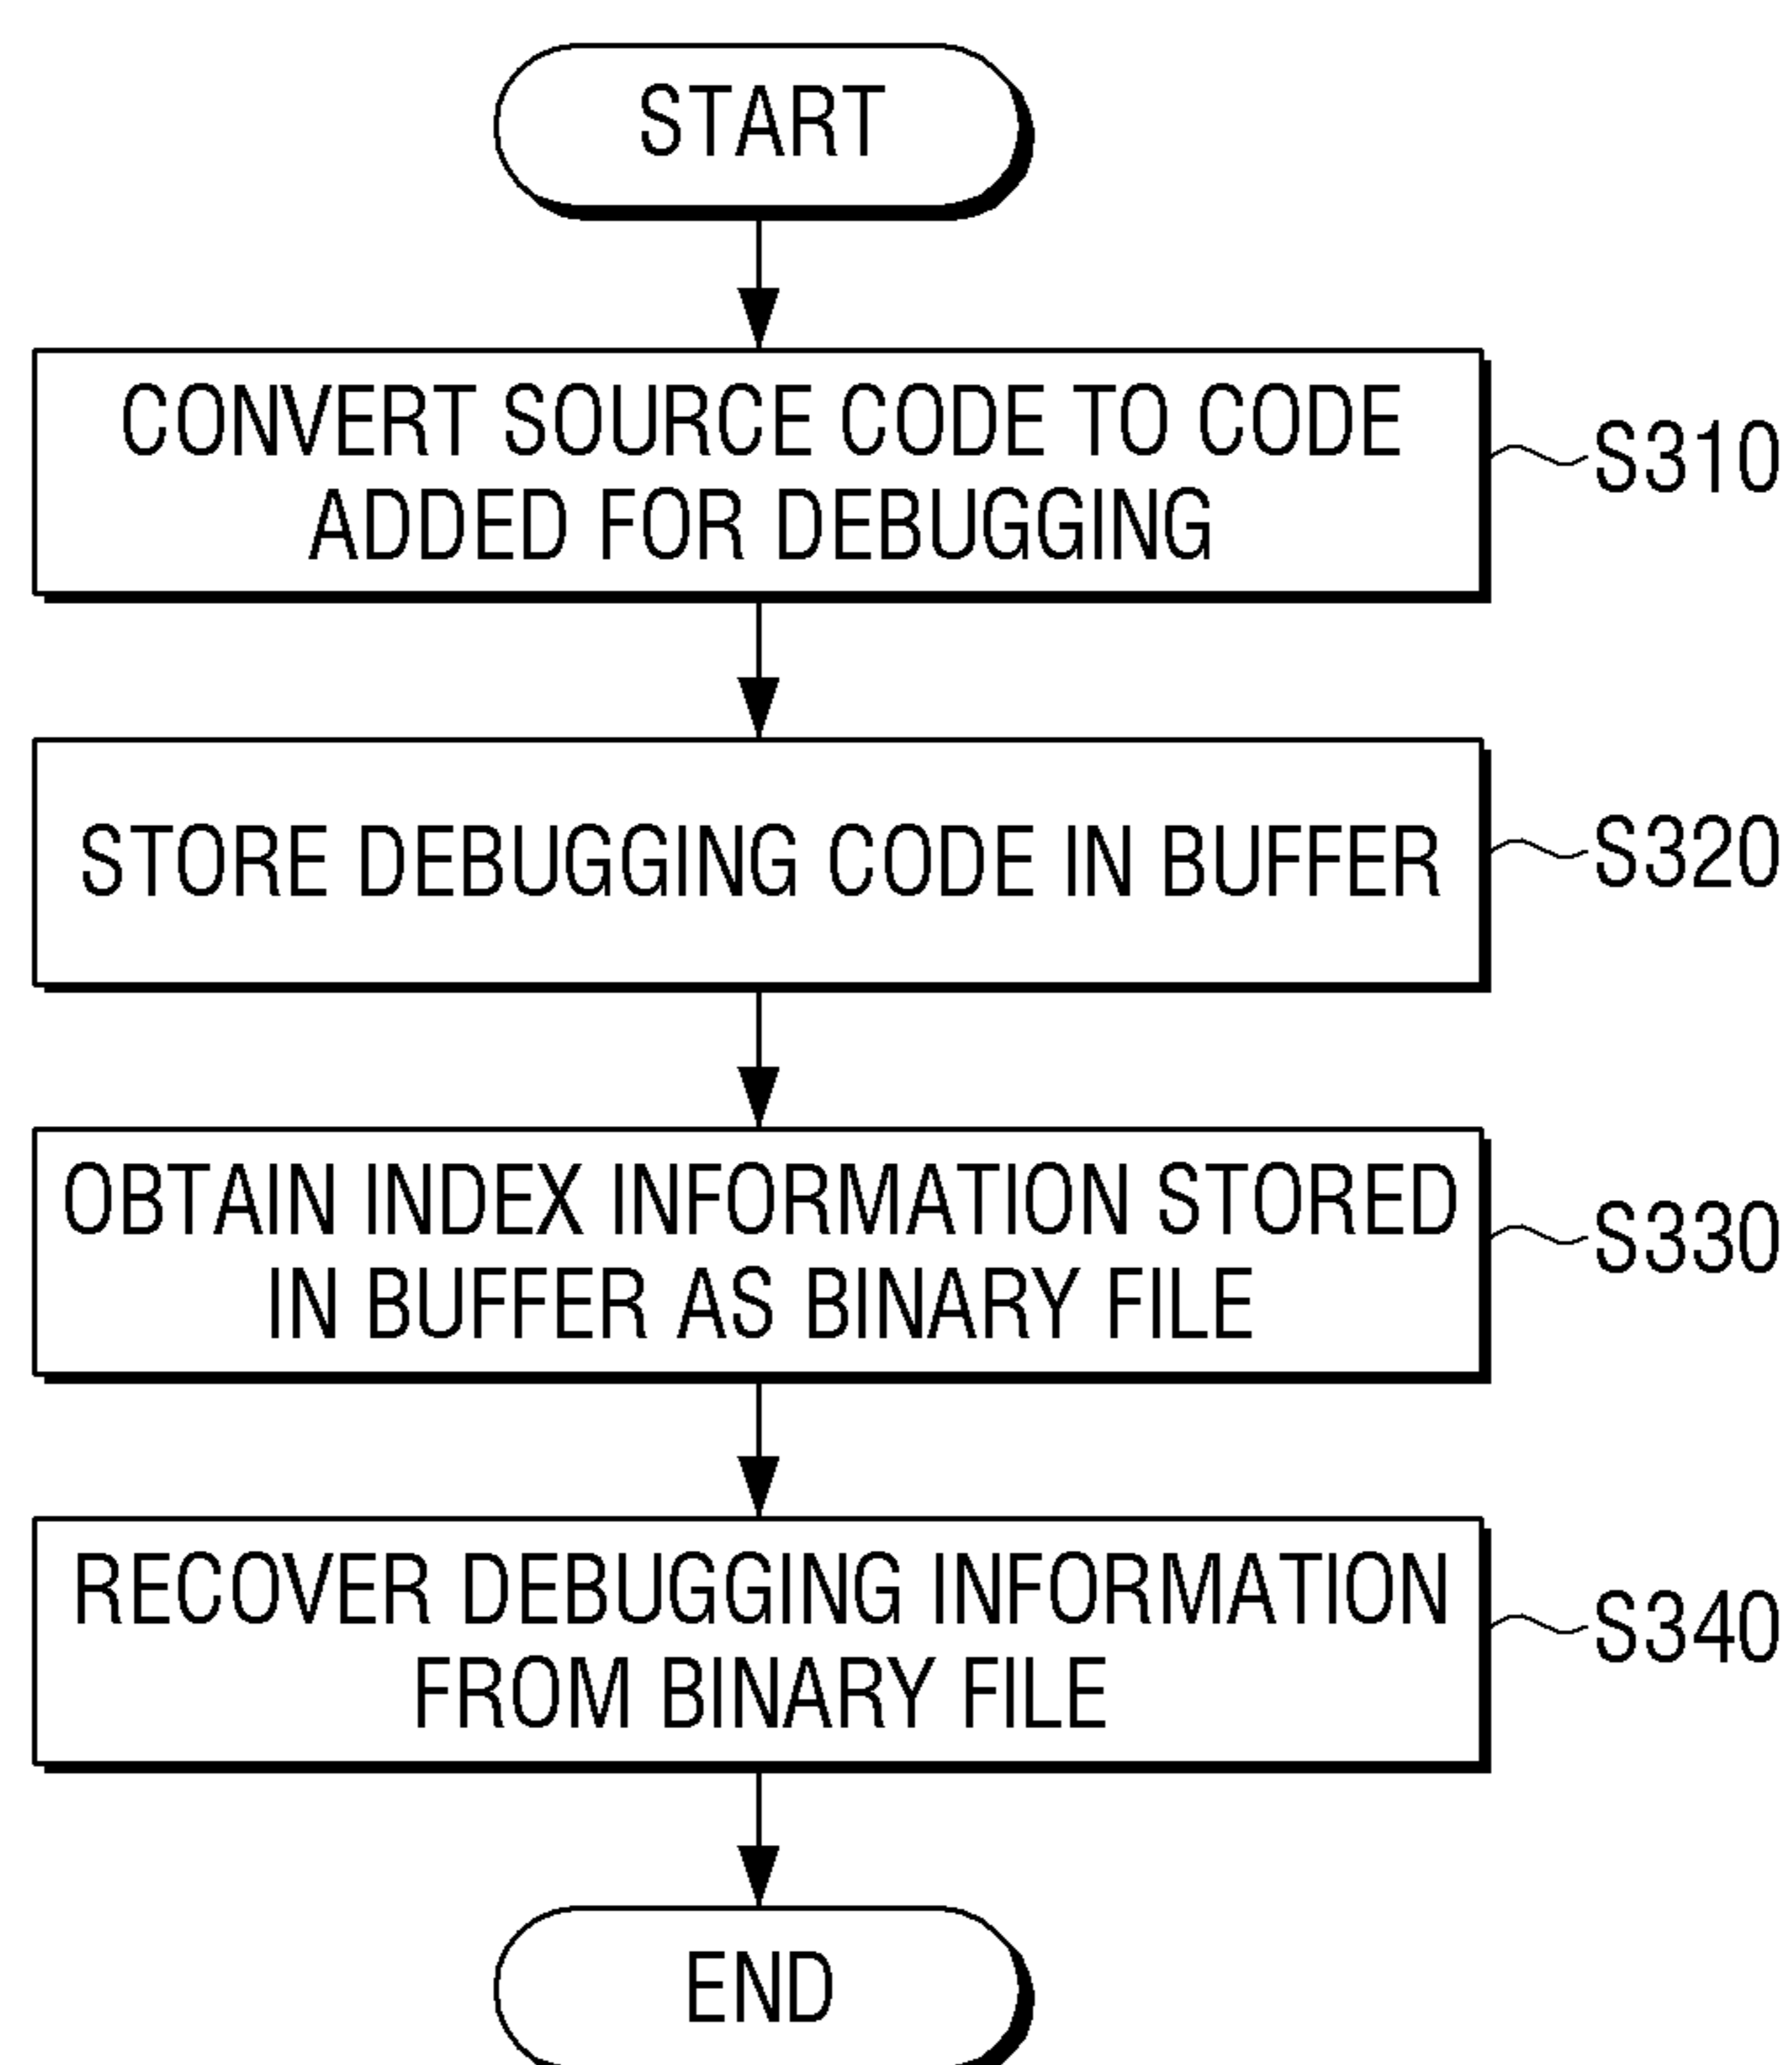 START
CONVERT SOURCE CODE TO CODE
ADDED FOR DEBUGGING
S310
STORE DEBUGGING CODE IN BUFFER
S320
OBTAIN INDEX INFORMATION STORED
IN BUFFER AS BINARY FILE
S330
RECOVER DEBUGGING INFORMATION
FROM BINARY FILE
S340
END